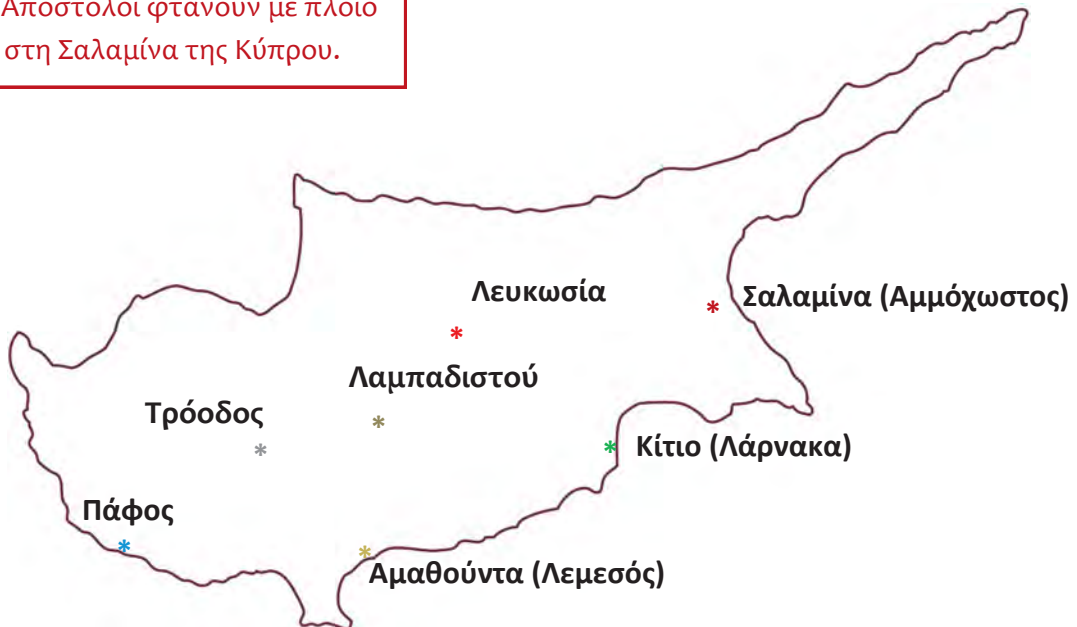 Απόστολοι φτάνουν με πλοίο
στη Σαλαμίνα της Κύπρου.
Λευκωσία
Σαλαμίνα (Αμμόχωστος)
Λαμπαδιστού
Τρόοδος
Κίτιο (Λάρνακα)
Πάφος
Αμαθούντα (Λεμεσός)